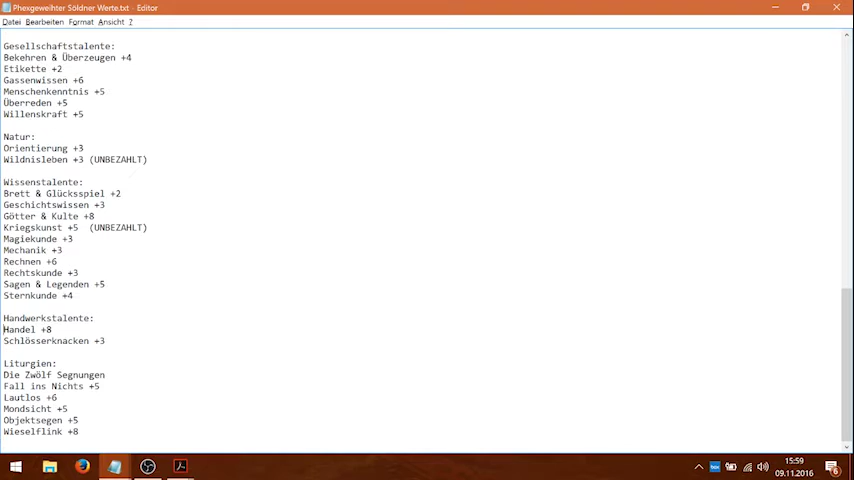 Phexgeweihter Söldner Werte.txt - Editor
Datei Bearbeiten Format Ansicht ?
Gesellschaftstalente:
Bekehren & Überzeugen +4
Etikette +2
Gassenwissen +6
Menschenkenntnis +5
Überreden +5
Willenskraft +5
Natur:
Orientierung +3
Wildnisleben +3 (UNBEZAHLT)
Wissenstalente:
Brett & Glücksspiel +2
Geschichtswissen +3
Götter & Kulte +8
Kriegskunst +5  (UNBEZAHLT)
Magiekunde +3
Mechanik +3
Rechnen +6
Rechtskunde +3
Sagen & Legenden +5
Sternkunde +4
Handwerkstalente:
Handel +8
Schlösserknacken +3
Liturgien:
Die Zwölf Segnungen
Fall ins Nichts +5
Lautlos +6
Mondsicht +5
Objektsegen +5
Wieselflink +8
box
15:59
09.11.2016
6